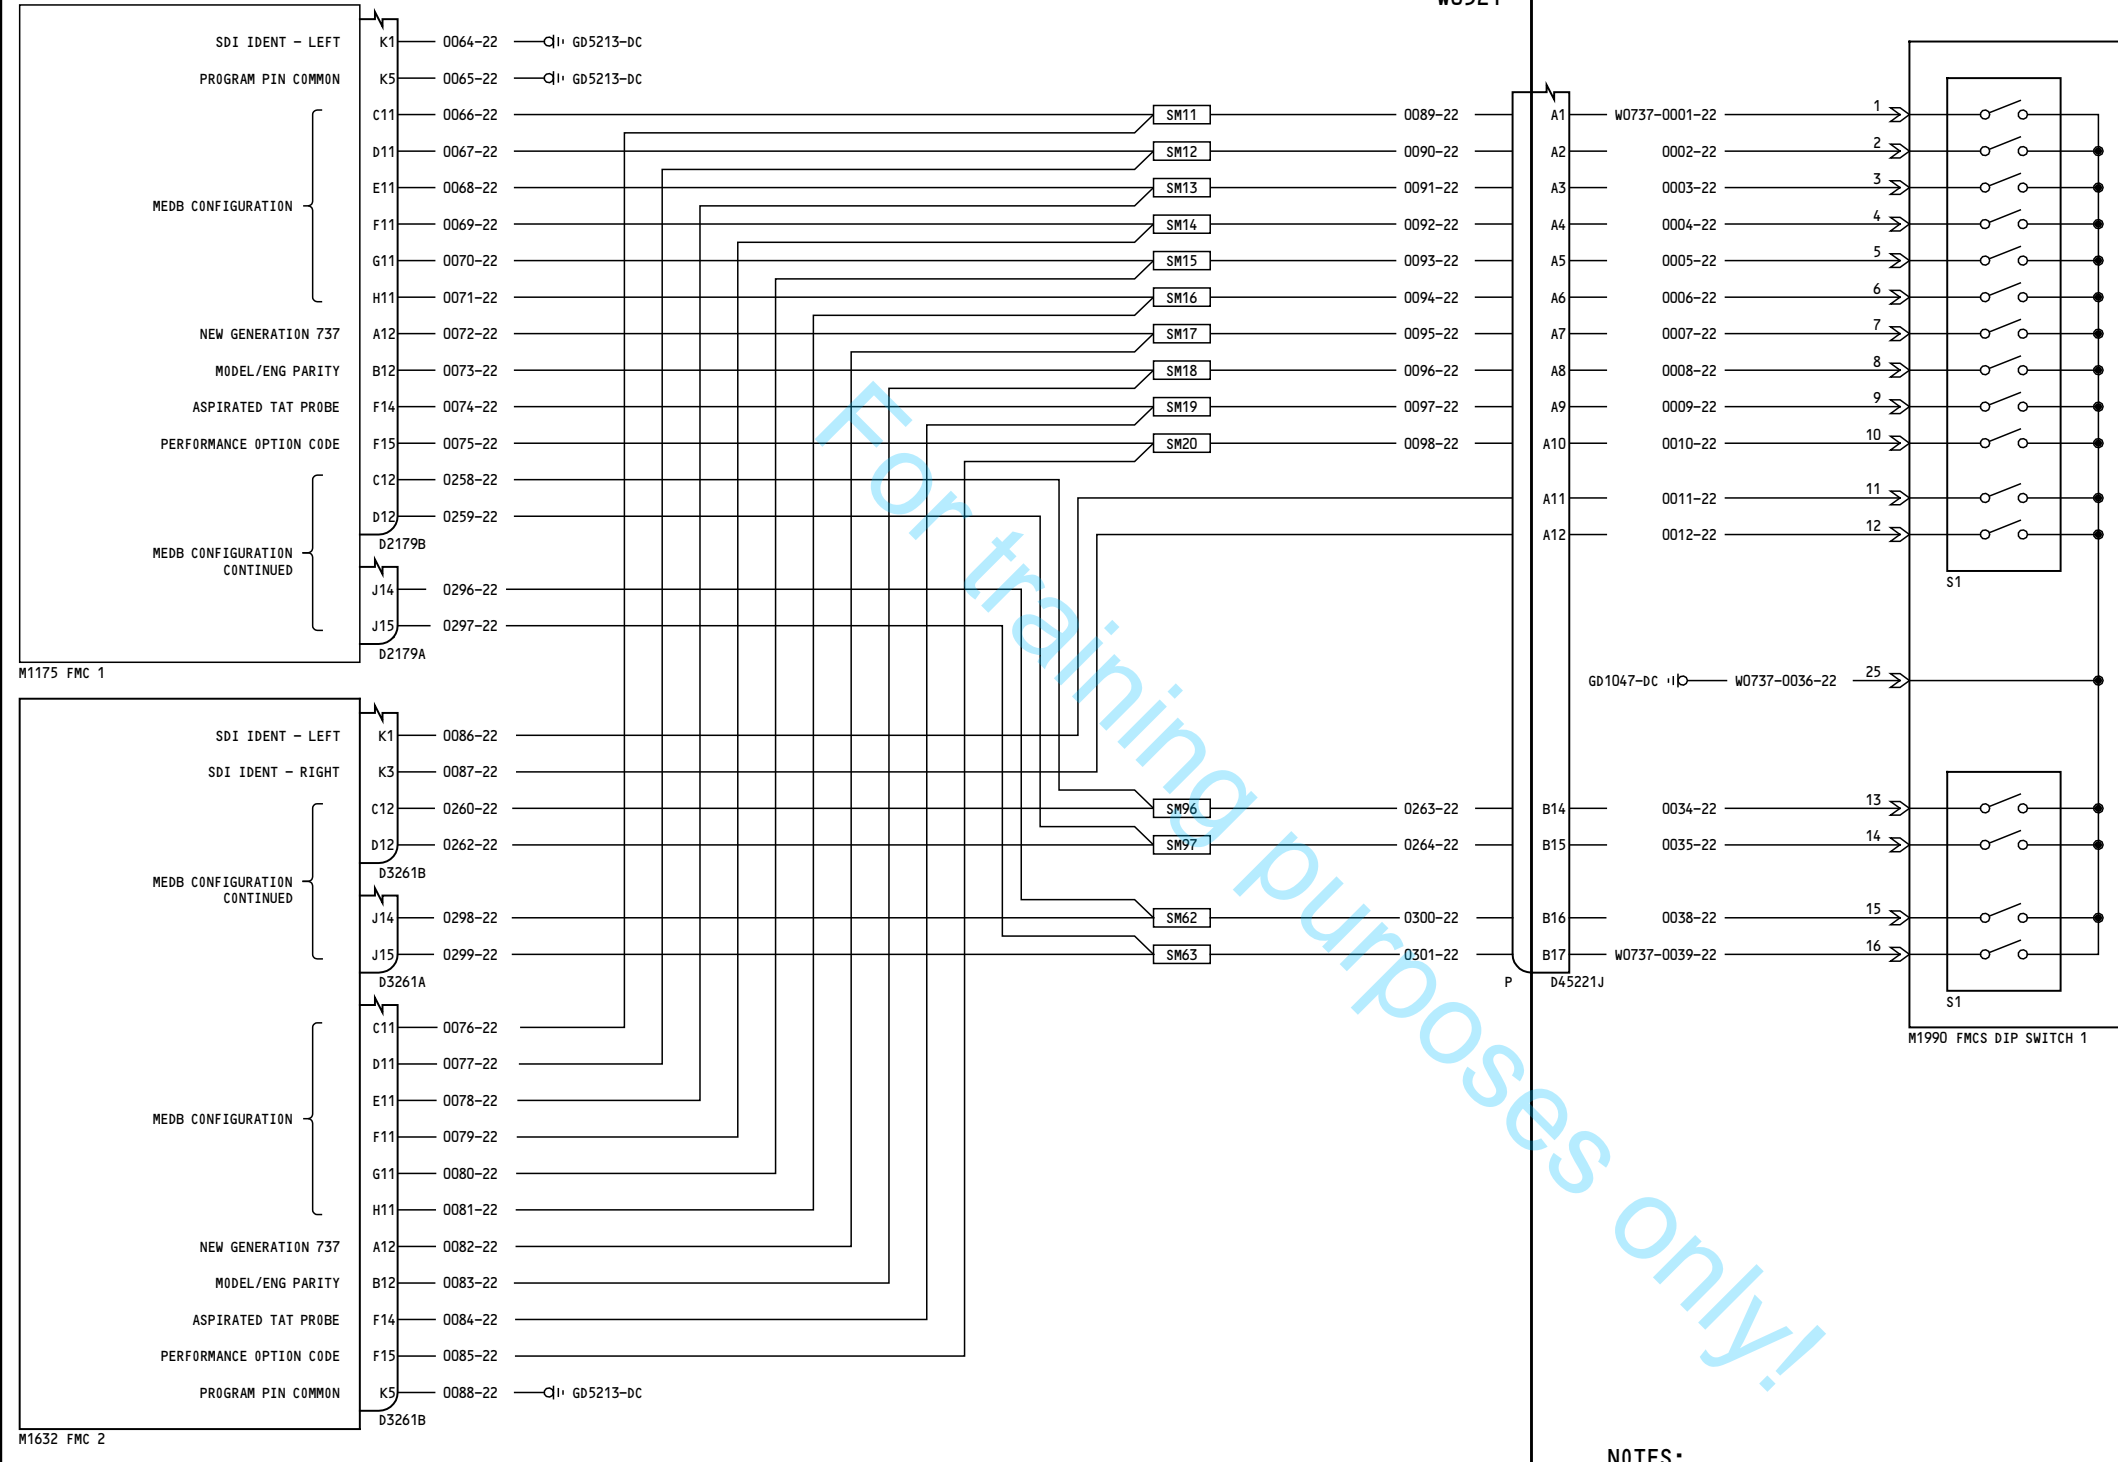 W0921
SDI IDENT – LEFT K1 0064-22 GD5213-DC
PROGRAM PIN COMMON K5 0065-22 GD5213-DC
C11 0066-22 SM11 0089-22 A1 W0737-0001-22 1
D11 0067-22 SM12 0090-22 A2 0002-22 2
E11 0068-22 SM13 0091-22 A3 0003-22 3
MEDB CONFIGURATION
F11 0069-22 SM14 0092-22 A4 0004-22 4
G11 0070-22 SM15 0093-22 A5 0005-22 5
H11 0071-22 SM16 0094-22 A6 0006-22 6
NEW GENERATION 737 A12 0072-22 SM17 0095-22 A7 0007-22 7
MODEL/ENG PARITY B12 0073-22 SM18 0096-22 A8 0008-22 8
ASPIRATED TAT PROBE F14 0074-22 SM19 0097-22 A9 0009-22 9
PERFORMANCE OPTION CODE F15 0075-22 SM20 0098-22 A10 0010-22 10
C12 0258-22
A11 0011-22 11
D12 0259-22
A12 0012-22 12
D2179B
MEDB CONFIGURATION
CONTINUED
S1
J14 0296-22
J15 0297-22
D2179A
M1175 FMC 1
GD1047-DC W0737-0036-22 25
SDI IDENT – LEFT K1 0086-22
SDI IDENT – RIGHT K3 0087-22
C12 0260-22 SM96 0263-22 B14 0034-22 13
D12 0262-22 SM97 0264-22 B15 0035-22 14
D3261B
MEDB CONFIGURATION
CONTINUED
J14 0298-22 SM62 0300-22 B16 0038-22 15
J15 0299-22 SM63 0301-22 B17 W0737-0039-22 16
D3261A P D45221J
S1
C11 0076-22
M1990 FMCS DIP SWITCH 1
D11 0077-22
E11 0078-22
MEDB CONFIGURATION
F11 0079-22
G11 0080-22
H11 0081-22
NEW GENERATION 737 A12 0082-22
MODEL/ENG PARITY B12 0083-22
ASPIRATED TAT PROBE F14 0084-22
PERFORMANCE OPTION CODE F15 0085-22
PROGRAM PIN COMMON K5 0088-22 GD5213-DC
D3261B
M1632 FMC 2
NOTES:
For training purposes only!